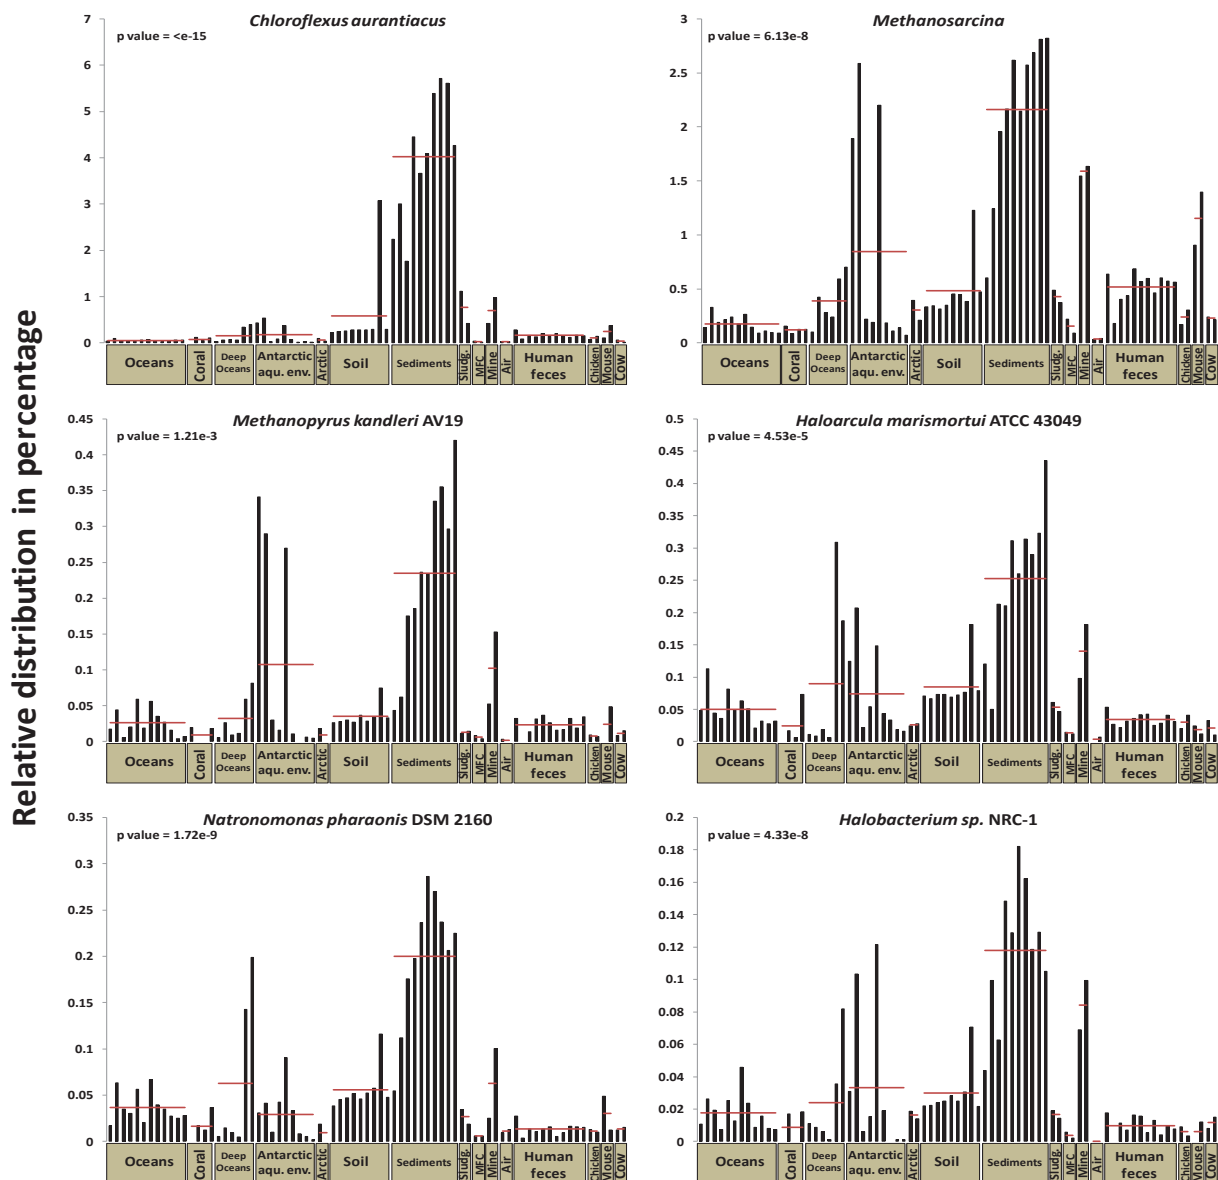 Relative distribution in percentage
Chloroflexus aurantiacus
p value = <e-15
7
6
5
4
3
2
1
0
Oceans
Coral
Deep
Oceans
Antarctic
aqu. env.
Arctic
Soil
Sediments
Sludg.
MFC
Mine
Air
Human
feces
Chicken
Mouse
Cow
Methanosarcina
p value = 6.13e-8
3
2.5
2
1.5
1
0.5
0
Oceans
Coral
Deep
Oceans
Antarctic
aqu. env.
Arctic
Soil
Sediments
Sludg.
MFC
Mine
Air
Human
feces
Chicken
Mouse
Cow
Methanopyrus kandleri AV19
p value = 1.21e-3
0.45
0.4
0.35
0.3
0.25
0.2
0.15
0.1
0.05
0
Oceans
Coral
Deep
Oceans
Antarctic
aqu. env.
Arctic
Soil
Sediments
Sludg.
MFC
Mine
Air
Human
feces
Chicken
Mouse
Cow
Haloarcula marismortui ATCC 43049
p value = 4.53e-5
0.5
0.45
0.4
0.35
0.3
0.25
0.2
0.15
0.1
0.05
0
Oceans
Coral
Deep
Oceans
Antarctic
aqu. env.
Arctic
Soil
Sediments
Sludg.
MFC
Mine
Air
Human
feces
Chicken
Mouse
Cow
Natronomonas pharaonis DSM 2160
p value = 1.72e-9
0.35
0.3
0.25
0.2
0.15
0.1
0.05
0
Oceans
Coral
Deep
Oceans
Antarctic
aqu. env.
Arctic
Soil
Sediments
Sludg.
MFC
Mine
Air
Human
feces
Chicken
Mouse
Cow
Halobacterium sp. NRC-1
p value = 4.33e-8
0.2
0.18
0.16
0.14
0.12
0.1
0.08
0.06
0.04
0.02
0
Oceans
Coral
Deep
Oceans
Antarctic
aqu. env.
Arctic
Soil
Sediments
Sludg.
MFC
Mine
Air
Human
feces
Chicken
Mouse
Cow